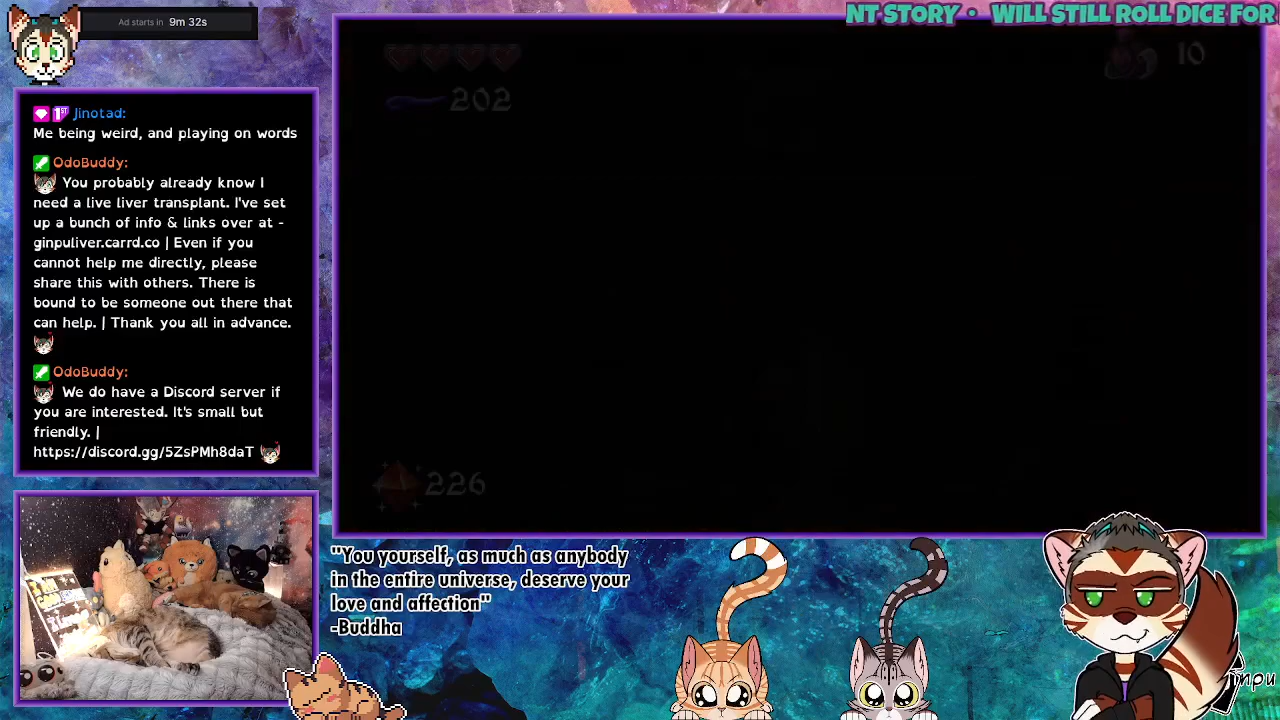 Ad starts in 9m 32s
NT STORY • WILL STILL ROLL DICE FOR
10
202
Jinotad:
Me being weird, and playing on words
OdoBuddy:
You probably already know I
need a live liver transplant. I've set
up a bunch of info & links over at -
ginpuliver.carrd.co | Even if you
cannot help me directly, please
share this with others. There is
bound to be someone out there that
can help. | Thank you all in advance.
OdoBuddy:
We do have a Discord server if
you are interested. It's small but
friendly. |
https://discord.gg/5ZsPMh8daT
226
"You yourself, as much as anybody
in the entire universe, deserve your
love and affection"
-Buddha